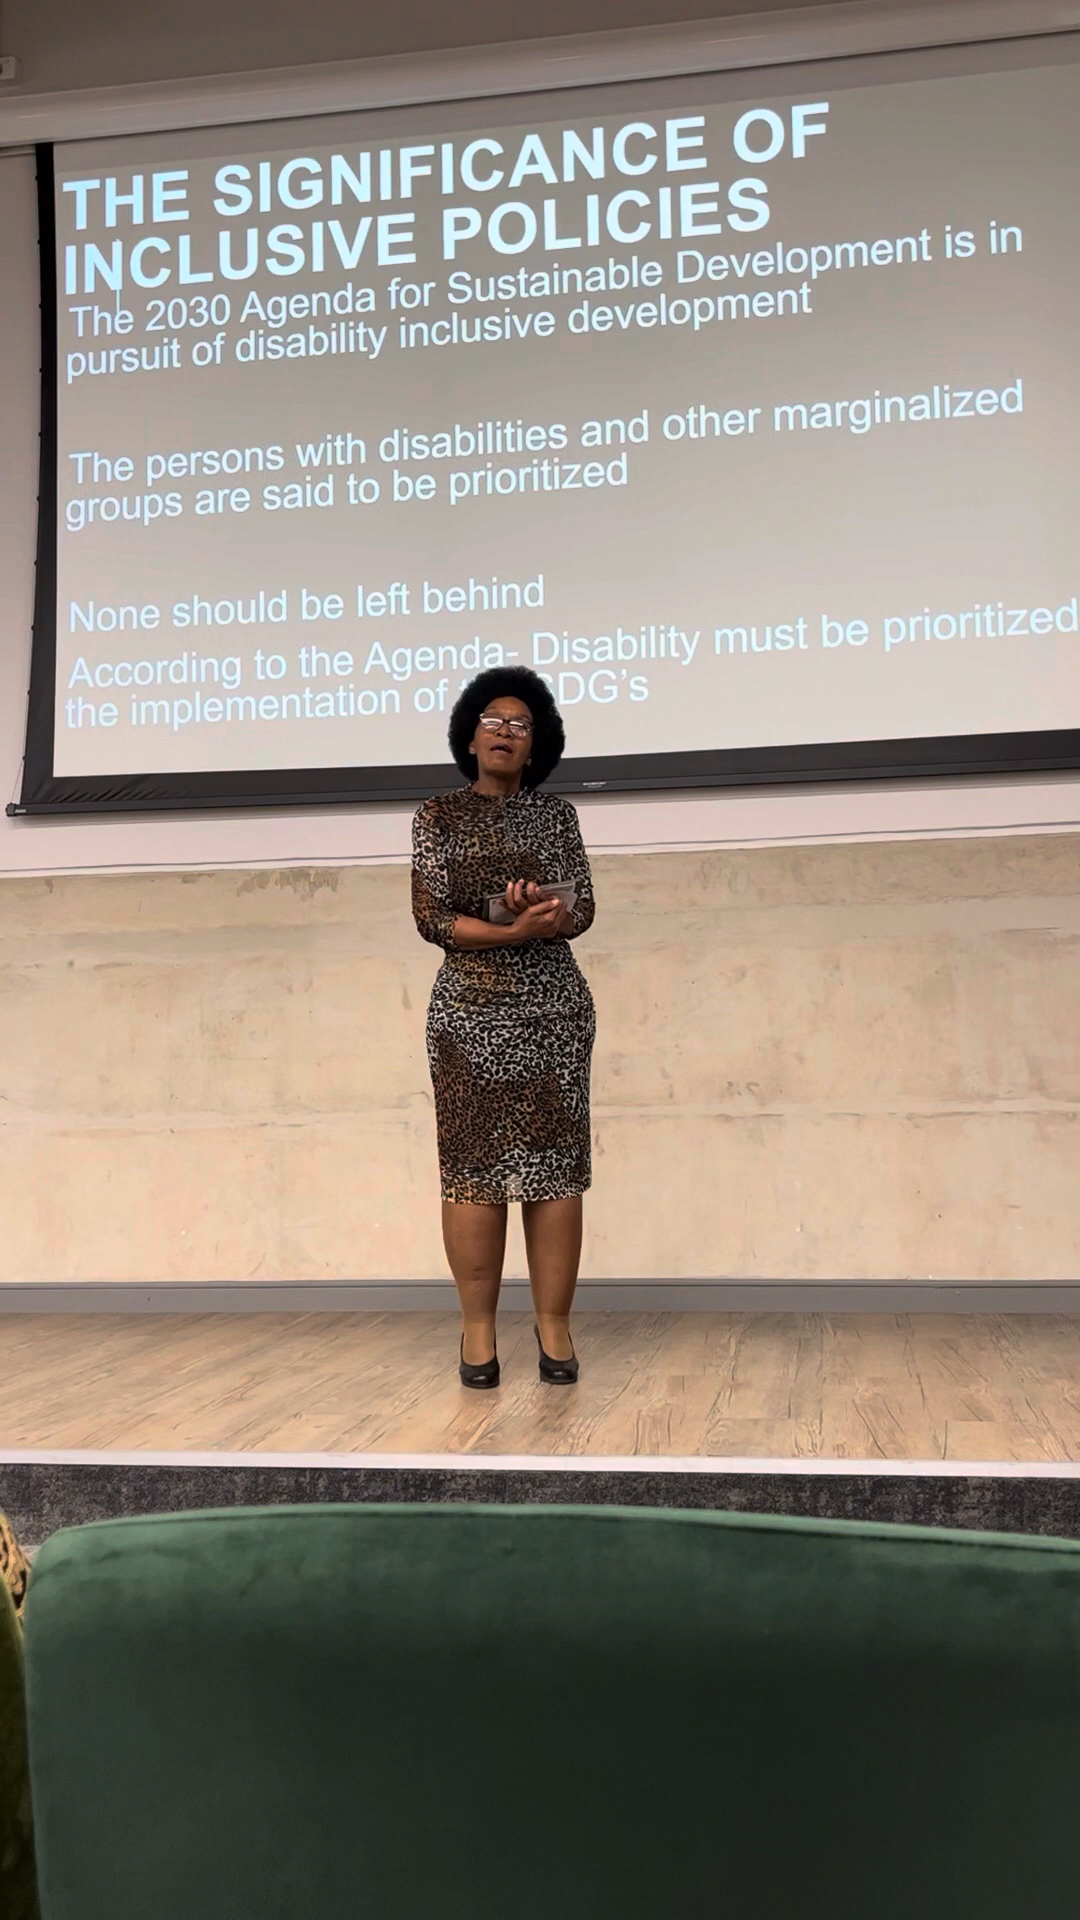 THE SIGNIFICANCE OF
INCLUSIVE POLICIES
The 2030 Agenda for Sustainable Development is in
pursuit of disability inclusive development
The persons with disabilities and other marginalized
groups are said to be prioritized
None should be left behind
According to the Agenda- Disability must be prioritized
the implementation of SDG's